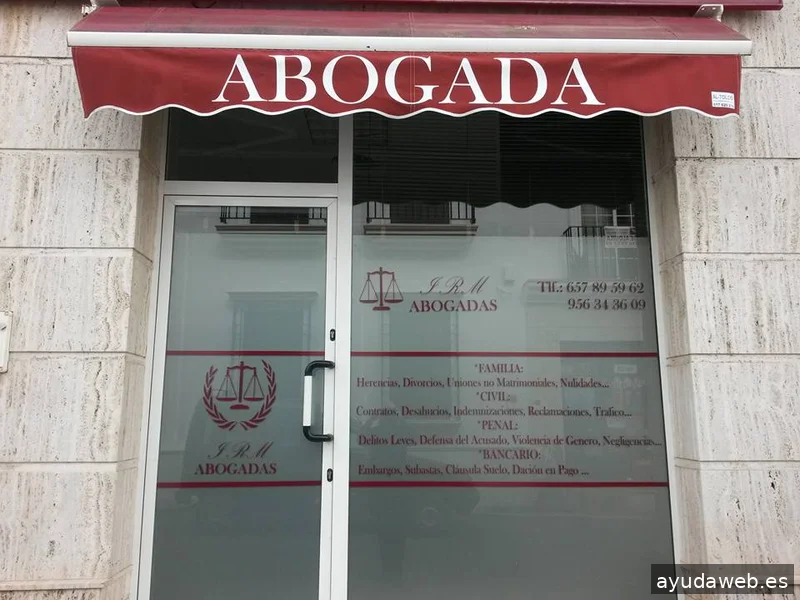 ABOGADA
I R M
ABOGADAS
Tlf.: 657 89 59 62
956 34 36 09
*FAMILIA:
Herencias, Divorcios, Uniones no Matrimoniales, Nulidades...
*CIVIL:
Contratos, Desahucios, Indemnizaciones, Reclamaciones, Trafico...
*PENAL:
Delitos Leves, Defensa del Acusado, Violencia de Genero, Negligencias...
*BANCARIO:
Embargos, Subastas, Cláusula Suelo, Dación en Pago ...
I R M
ABOGADAS
ayudaweb.es